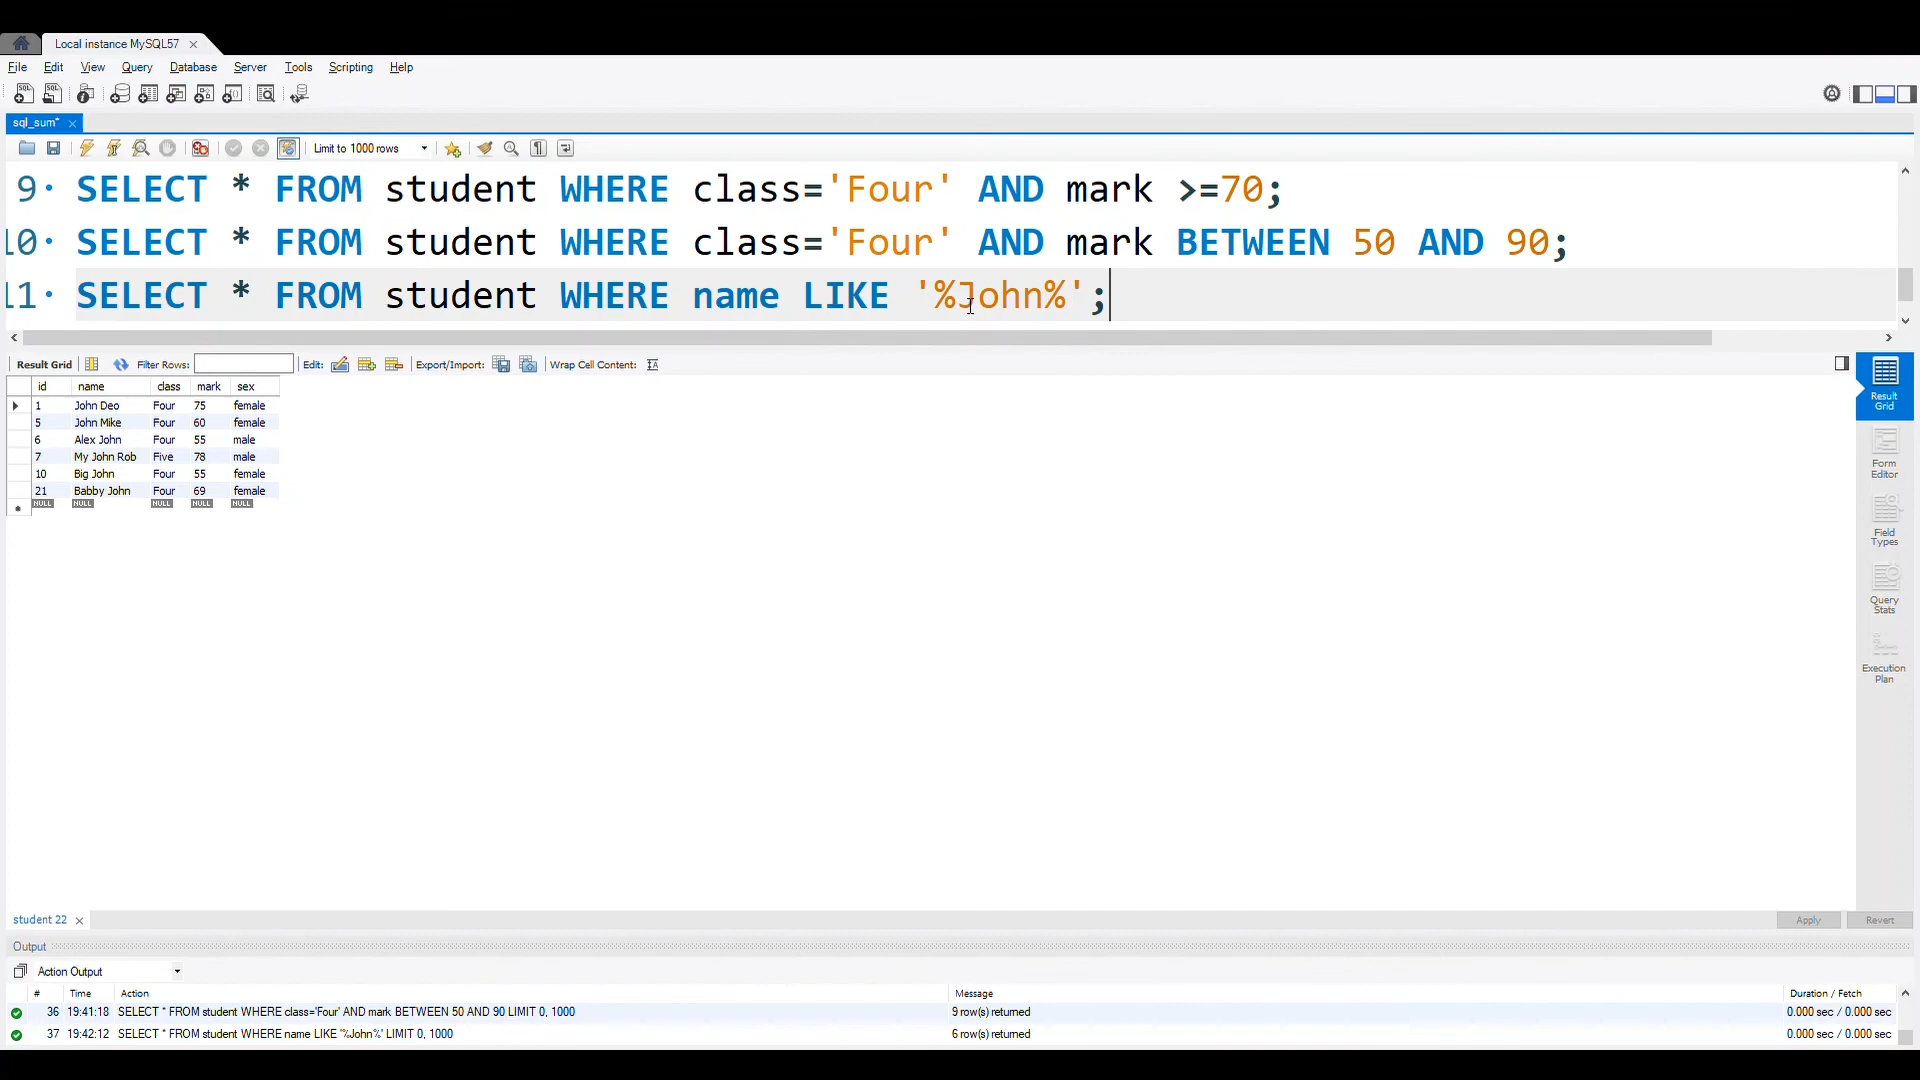 Local instance MySQL57
File Edit View Query Database Server Tools Scripting Help
sql_sum*
Limit to 1000 rows
9 SELECT * FROM student WHERE class='Four' AND mark >=70;
10 SELECT * FROM student WHERE class='Four' AND mark BETWEEN 50 AND 90;
11 SELECT * FROM student WHERE name LIKE '%John%';
Result Grid Filter Rows: Edit: Export/Import: Wrap Cell Content:
id name class mark sex
1 John Deo Four 75 female
5 John Mike Four 60 female
6 Alex John Four 55 male
7 My John Rob Five 78 male
10 Big John Four 55 female
21 Babby John Four 69 female
NULL NULL NULL NULL NULL
Result
Grid
Form
Editor
Field
Types
Query
Stats
Execution
Plan
student 22
Apply Revert
Output
Action Output
# Time Action Message Duration / Fetch
36 19:41:18 SELECT * FROM student WHERE class='Four' AND mark BETWEEN 50 AND 90 LIMIT 0, 1000 9 row(s) returned 0.000 sec / 0.000 sec
37 19:42:12 SELECT * FROM student WHERE name LIKE '%John%' LIMIT 0, 1000 6 row(s) returned 0.000 sec / 0.000 sec